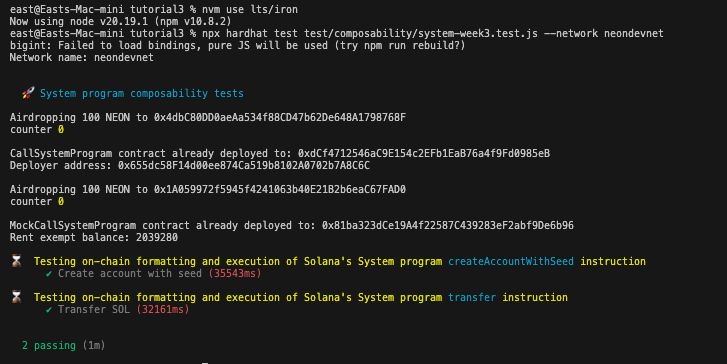 east@Easts-Mac-mini tutorial3 % nvm use lts/iron
Now using node v20.19.1 (npm v10.8.2)
east@Easts-Mac-mini tutorial3 % npx hardhat test test/composability/system-week3.test.js --network neondevnet
bigint: Failed to load bindings, pure JS will be used (try npm run rebuild?)
Network name: neondevnet
🚀 System program composability tests
Airdropping 100 NEON to 0x4dbC80DD0aeAa534f88CD47b62De648A1798768F
counter 0
CallSystemProgram contract already deployed to: 0xdCf4712546aC9E154c2EFb1EaB76a4f9Fd0985eB
Deployer address: 0x655dc58F14d00ee874Ca519b8102A0702b7A8C6C
Airdropping 100 NEON to 0x1A059972f5945f4241063b40E21B2b6eaC67FAD0
counter 0
MockCallSystemProgram contract already deployed to: 0x81ba323dCe19A4f22587C439283eF2abf9De6b96
Rent exempt balance: 2039280
⌛ Testing on-chain formatting and execution of Solana's System program createAccountWithSeed instruction
✔ Create account with seed (35543ms)
⌛ Testing on-chain formatting and execution of Solana's System program transfer instruction
✔ Transfer SOL (32161ms)
2 passing (1m)